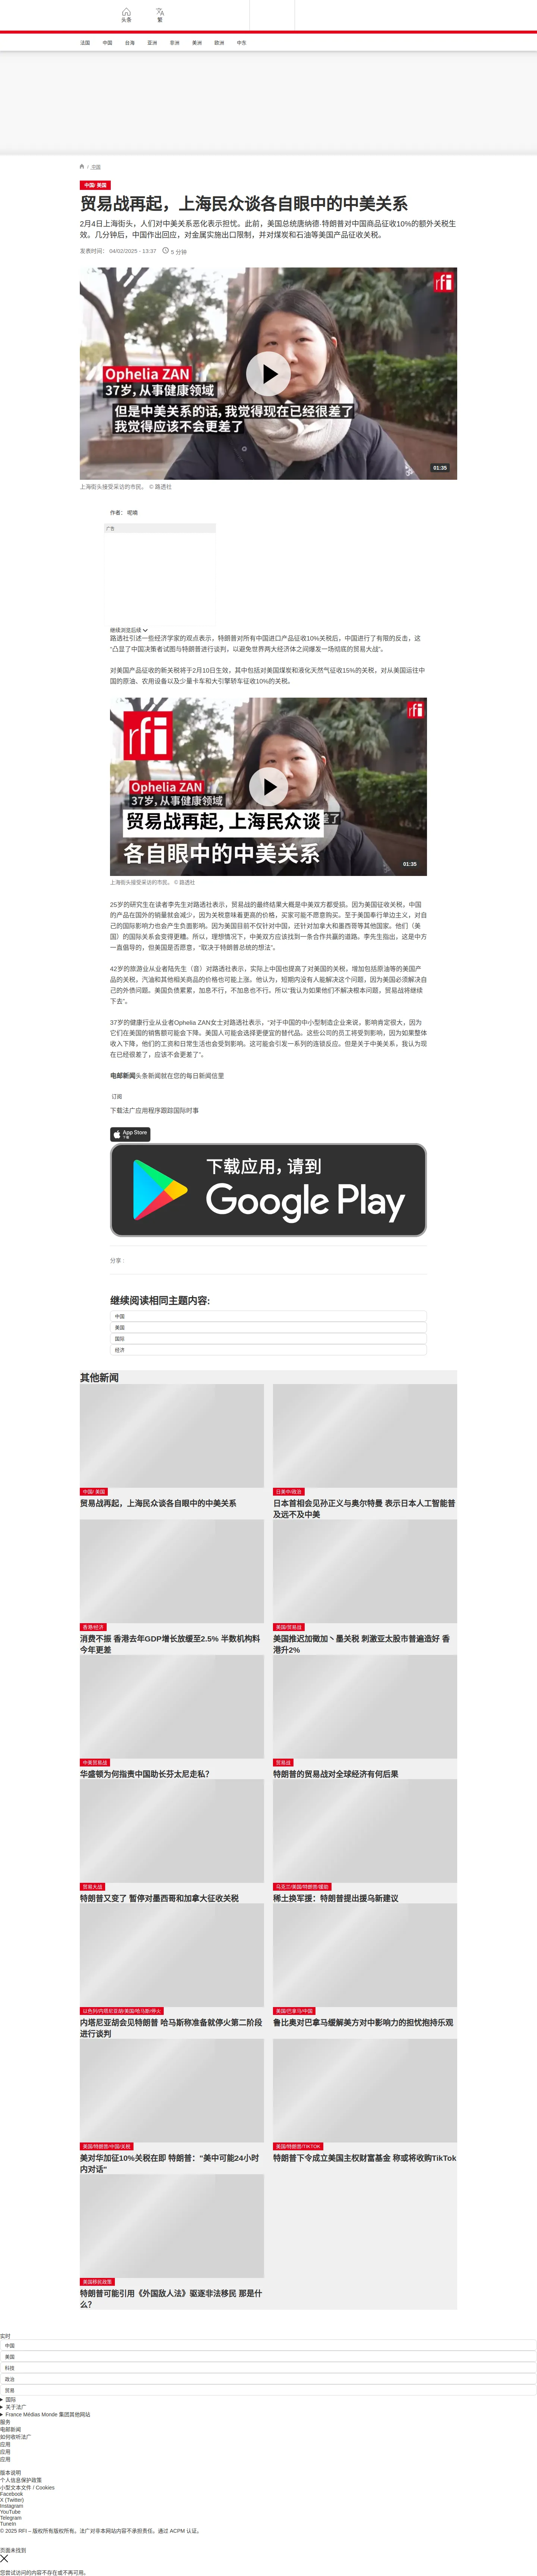 头条
繁
法国
中国
台海
亚洲
非洲
美洲
欧洲
中东
/ 中国
中国/ 美国
贸易战再起，上海民众谈各自眼中的中美关系
2月4日上海街头，人们对中美关系恶化表示担忧。此前，美国总统唐纳德·特朗普对中国商品征收10%的额外关税生
效。几分钟后，中国作出回应，对金属实施出口限制，并对煤炭和石油等美国产品征收关税。
发表时间： 04/02/2025 - 13:37
5 分钟
rfi
Ophelia ZAN
37岁，从事健康领域
但是中美关系的话，我觉得现在已经很差了
我觉得应该不会更差了
01:35
上海街头接受采访的市民。 © 路透社
作者： 呢喃
广告
继续浏览后续
路透社引述一些经济学家的观点表示，特朗普对所有中国进口产品征收10%关税后，中国进行了有限的反击，这
"凸显了中国决策者试图与特朗普进行谈判，以避免世界两大经济体之间爆发一场彻底的贸易大战"。
对美国产品征收的新关税将于2月10日生效，其中包括对美国煤炭和液化天然气征收15%的关税，对从美国运往中
国的原油、农用设备以及少量卡车和大引擎轿车征收10%的关税。
rfi
rfi
Ophelia ZAN
37岁，从事健康领域
贸易战再起，上海民众谈
各自眼中的中美关系
01:35
上海街头接受采访的市民。 © 路透社
25岁的研究生在读者李先生对路透社表示，贸易战的最终结果大概是中美双方都受损。因为美国征收关税，中国
的产品在国外的销量就会减少，因为关税意味着更高的价格，买家可能不愿意购买。至于美国奉行单边主义，对自
己的国际影响力也会产生负面影响。因为美国目前不仅针对中国，还针对加拿大和墨西哥等其他国家。他们（美
国）的国际关系会变得更糟。所以，理想情况下，中美双方应该找到一条合作共赢的道路。李先生指出，这是中方
一直倡导的，但美国是否愿意，"取决于特朗普总统的想法"。
42岁的旅游业从业者陆先生（音）对路透社表示，实际上中国也提高了对美国的关税，增加包括原油等的美国产
品的关税，汽油和其他相关商品的价格也可能上涨。他认为，短期内没有人能解决这个问题，因为美国必须解决自
己的外债问题。美国负债累累，加息不行，不加息也不行。所以"我认为如果他们不解决根本问题，贸易战将继续
下去"。
37岁的健康行业从业者Ophelia ZAN女士对路透社表示，"对于中国的中小型制造企业来说，影响肯定很大，因为
它们在美国的销售额可能会下降。美国人可能会选择更便宜的替代品。这些公司的员工将受到影响，因为如果整体
收入下降，他们的工资和日常生活也会受到影响。这可能会引发一系列的连锁反应。但是关于中美关系，我认为现
在已经很差了，应该不会更差了"。
电邮新闻头条新闻就在您的每日新闻信里
订阅
下载法广应用程序跟踪国际时事
App Store
下载
下载应用，请到
Google Play
分享 :
继续阅读相同主题内容:
中国
美国
国际
经济
其他新闻
中国/ 美国
贸易战再起，上海民众谈各自眼中的中美关系
日美中/政治
日本首相会见孙正义与奥尔特曼 表示日本人工智能普
及远不及中美
香港/经济
消费不振 香港去年GDP增长放缓至2.5% 半数机构料
今年更差
美国/贸易战
美国推迟加徵加丶墨关税 刺激亚太股市普遍造好 香
港升2%
中美贸易战
华盛顿为何指责中国助长芬太尼走私？
贸易战
特朗普的贸易战对全球经济有何后果
贸易大战
特朗普又变了 暂停对墨西哥和加拿大征收关税
乌克兰/美国/特朗普/援助
稀土换军援：特朗普提出援乌新建议
以色列/内塔尼亚胡/美国/哈马斯/停火
内塔尼亚胡会见特朗普 哈马斯称准备就停火第二阶段
进行谈判
美国/巴拿马/中国
鲁比奥对巴拿马缓解美方对中影响力的担忧抱持乐观
美国/特朗普/中国/关税
美对华加征10%关税在即 特朗普："美中可能24小时
内对话"
美国/特朗普/TIKTOK
特朗普下令成立美国主权财富基金 称或将收购TikTok
美国移民政策
特朗普可能引用《外国敌人法》驱逐非法移民 那是什
么？
实时
中国
美国
科技
政治
贸易
国际
关于法广
France Médias Monde 集团其他网站
服务
电邮新闻
如何收听法广
应用
应用
应用
版本说明
个人信息保护政策
小型文本文件 / Cookies
Facebook
X (Twitter)
Instagram
YouTube
Telegram
TuneIn
© 2025 RFI – 版权所有版权所有。法广对非本网站内容不承担责任。通过 ACPM 认证。
页面未找到
您尝试访问的内容不存在或不再可用。